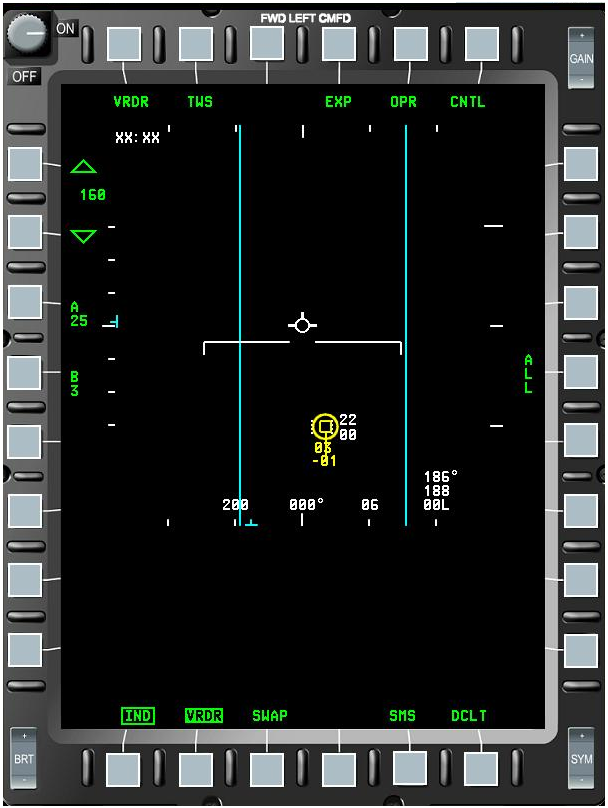 FWD LEFT CMFD
ON
OFF
GAIN
VRDR TWS EXP OPR CNTL
XX:XX
160
A
25
B
3
A
L
L
22
00
03
-01
186°
188
00L
200 000° 06
IND VRDR SWAP SMS DCLT
BRT
SYM